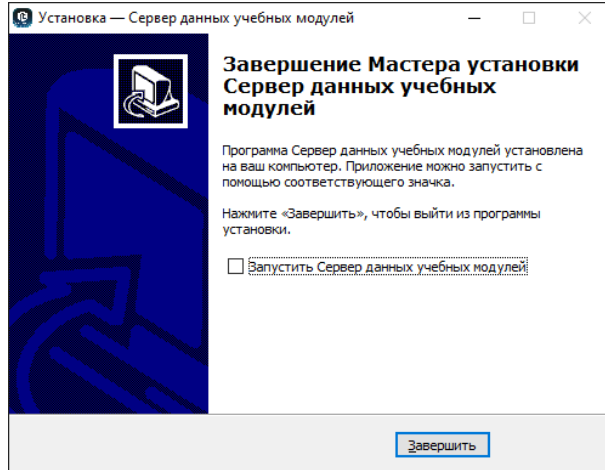 Установка — Сервер данных учебных модулей
Завершение Мастера установки
Сервер данных учебных
модулей
Программа Сервер данных учебных модулей установлена
на ваш компьютер. Приложение можно запустить с
помощью соответствующего значка.
Нажмите «Завершить», чтобы выйти из программы
установки.
Запустить Сервер данных учебных модулей
Завершить